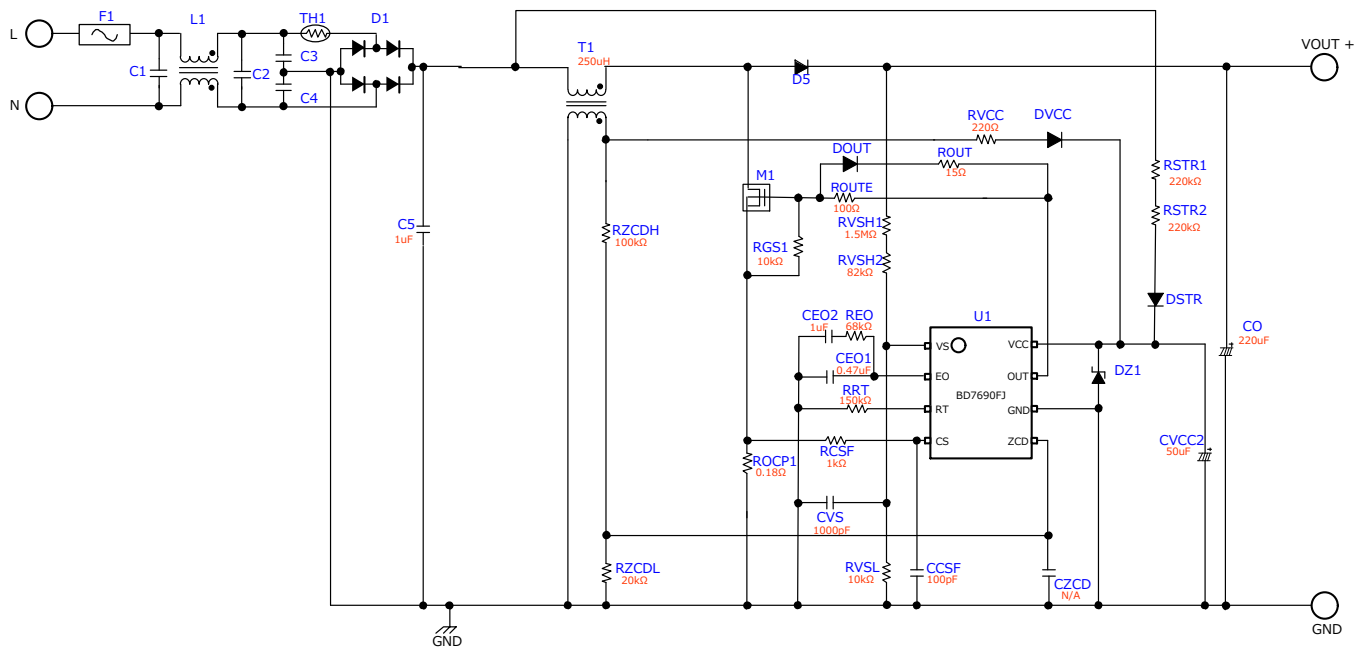 F1
L1
TH1
D1
L
C3
C1
C2
C4
N
T1
250uH
D5
VOUT +
RVCC
220Ω
DVCC
DOUT
ROUT
15Ω
M1
ROUTE
100Ω
RSTR1
220kΩ
RSTR2
220kΩ
C5
1uF
RZCDH
100kΩ
RGS1
10kΩ
RVSH1
1.5MΩ
RVSH2
82kΩ
DSTR
CEO2
1uF
REO
68kΩ
U1
CO
220uF
VS
VCC
CEO1
0.47uF
EO
OUT
DZ1
RRT
150kΩ
BD7690FJ
RT
GND
CS
ZCD
RCSF
1kΩ
ROCP1
0.18Ω
CVCC2
50uF
CVS
1000pF
RZCDL
20kΩ
RVSL
10kΩ
CCSF
100pF
CZCD
N/A
GND
GND